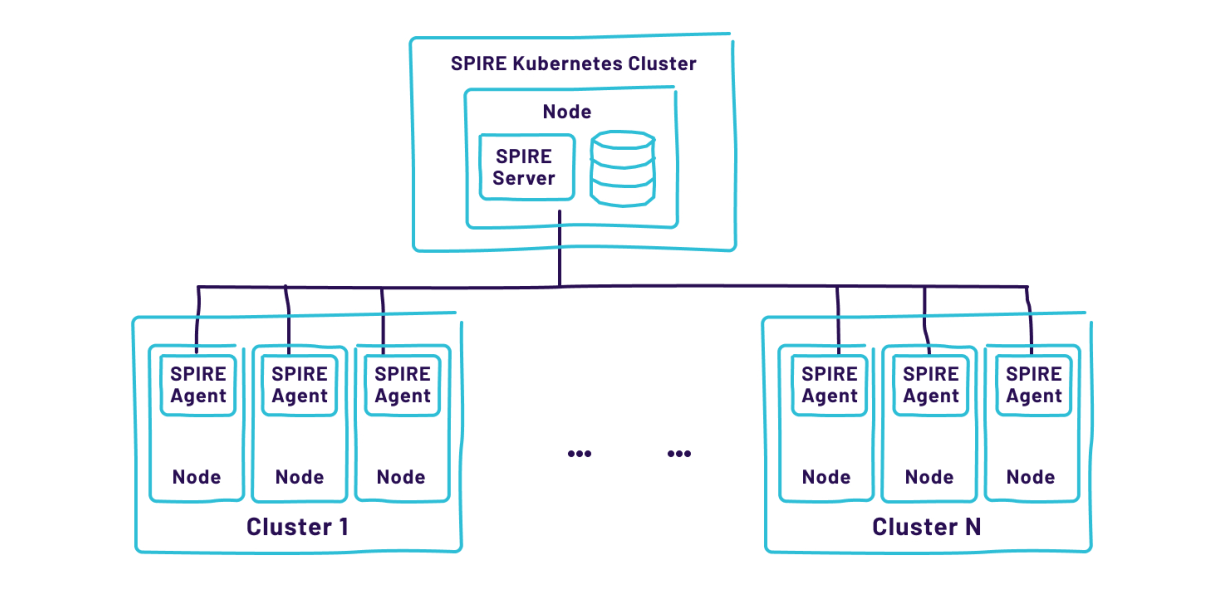 SPIRE Kubernetes Cluster
Node
SPIRE
Server
SPIRE
Agent
Node
SPIRE
Agent
Node
SPIRE
Agent
Node
Cluster 1
... ...
SPIRE
Agent
Node
SPIRE
Agent
Node
SPIRE
Agent
Node
Cluster N